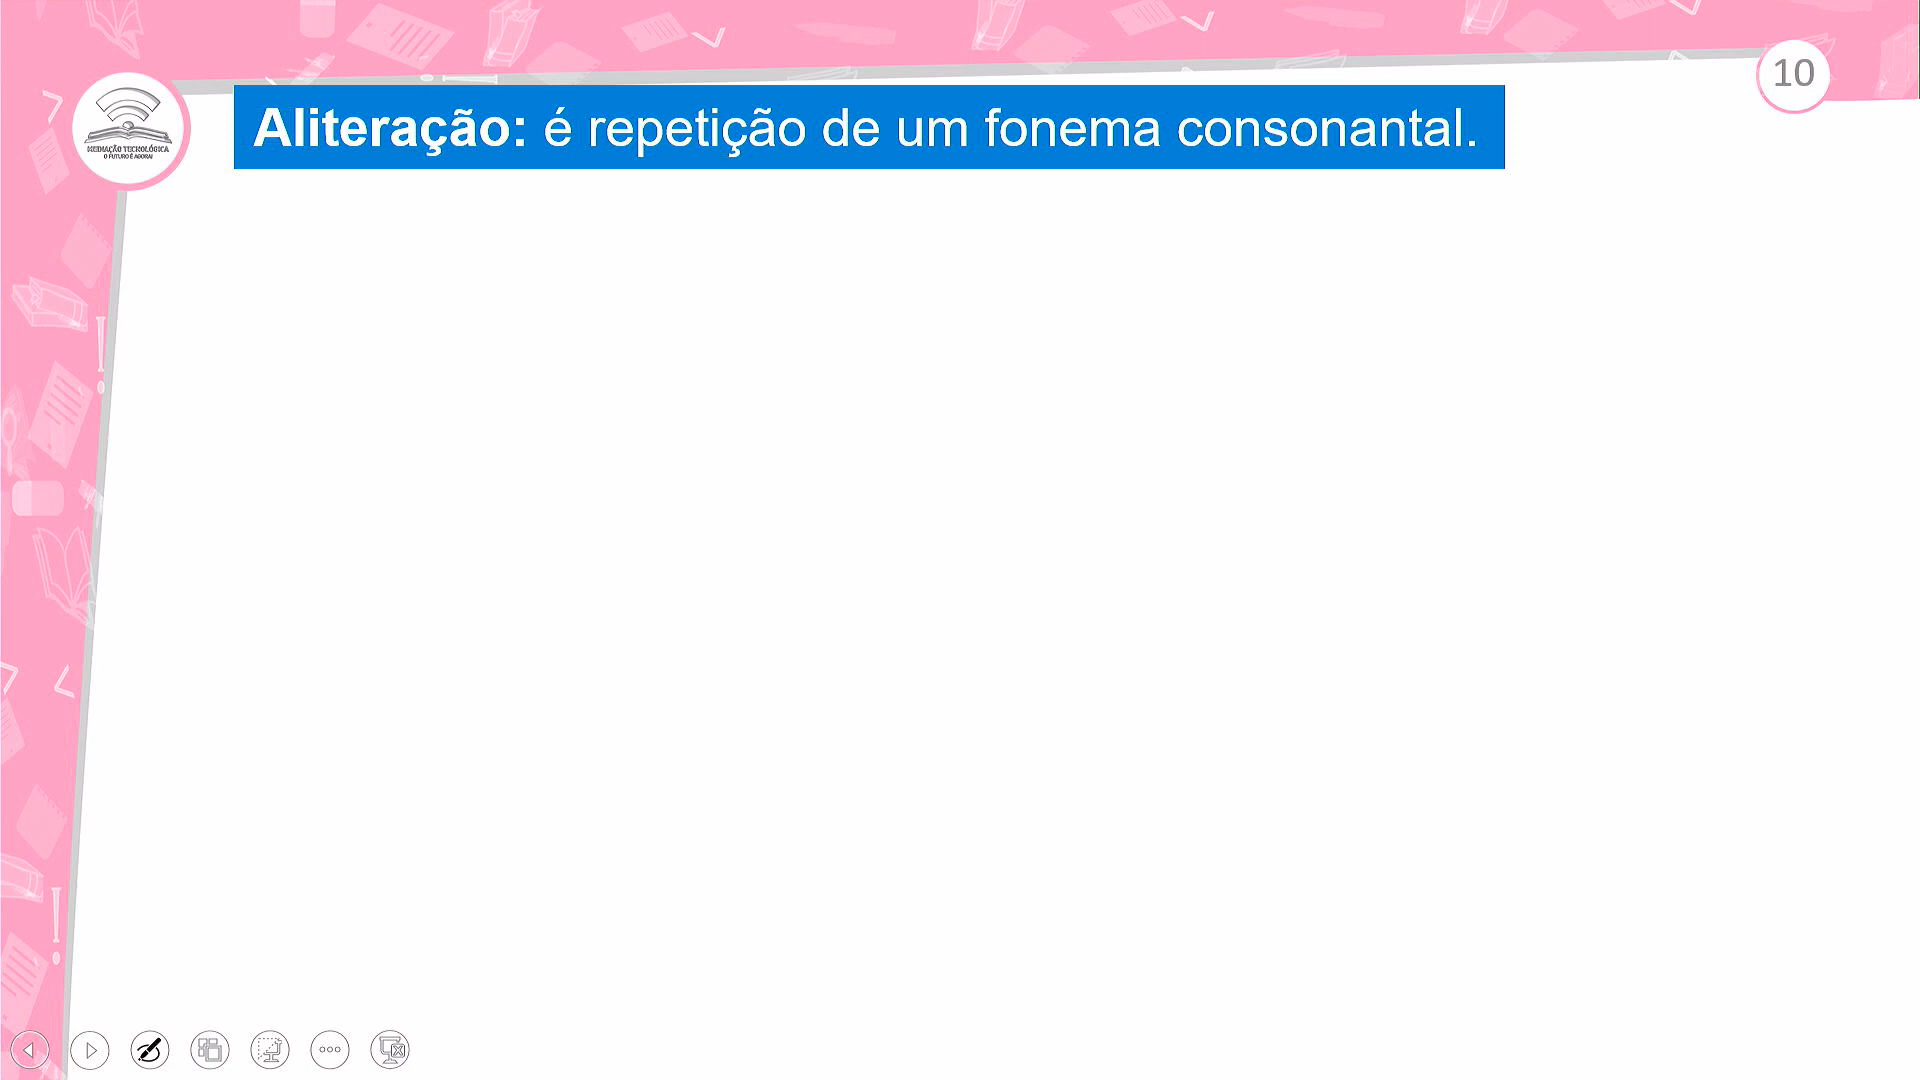 10
MEDIAÇÃO TECNOLÓGICA
O FUTURO É AGORA!
Aliteração: é repetição de um fonema consonantal.